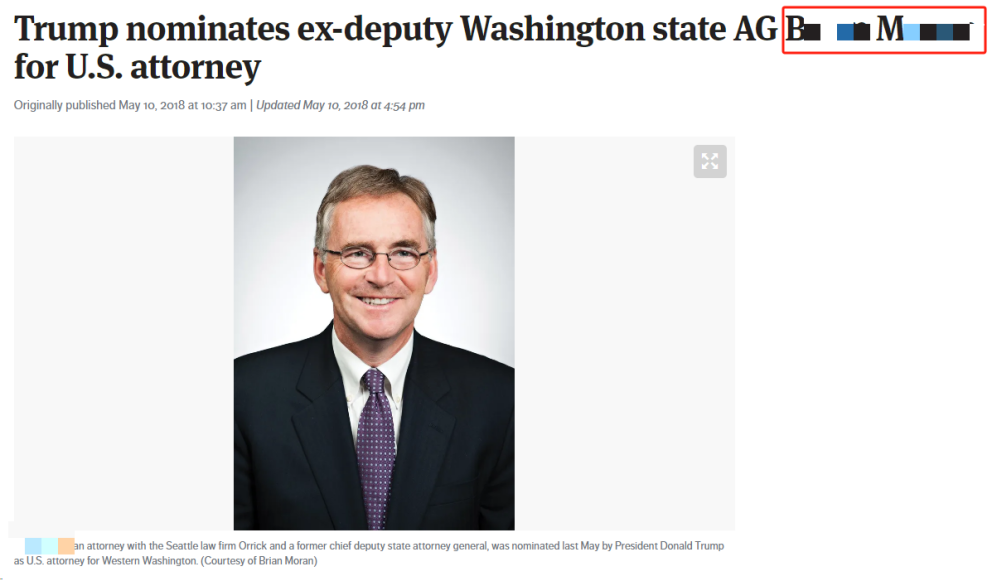 Trump nominates ex-deputy Washington state AG
for U.S. attorney
Originally published May 10, 2018 at 10:37 am | Updated May 10, 2018 at 4:54 pm
an attorney with the Seattle law firm Orrick and a former chief deputy state attorney general, was nominated last May by President Donald Trump
as U.S. attorney for Western Washington. (Courtesy of Brian Moran)